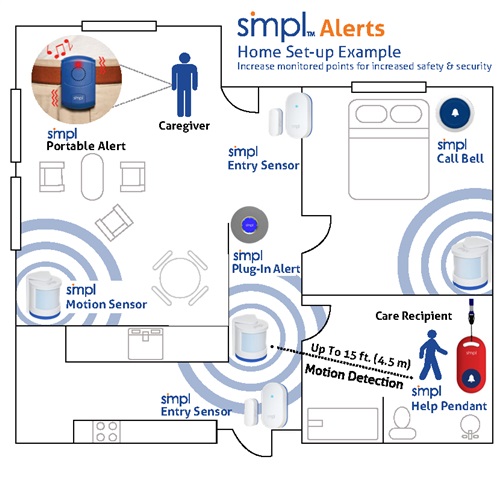 simpl™ Alerts
Home Set-up Example
Increase monitored points for increased safety & security
simpl
Portable Alert
Caregiver
simpl
Entry Sensor
simpl
Call Bell
simpl
Plug-In Alert
simpl
Motion Sensor
Care Recipient
simpl
Up To 15 ft. (4.5 m)
Motion Detection
simpl
Help Pendant
simpl
Entry Sensor